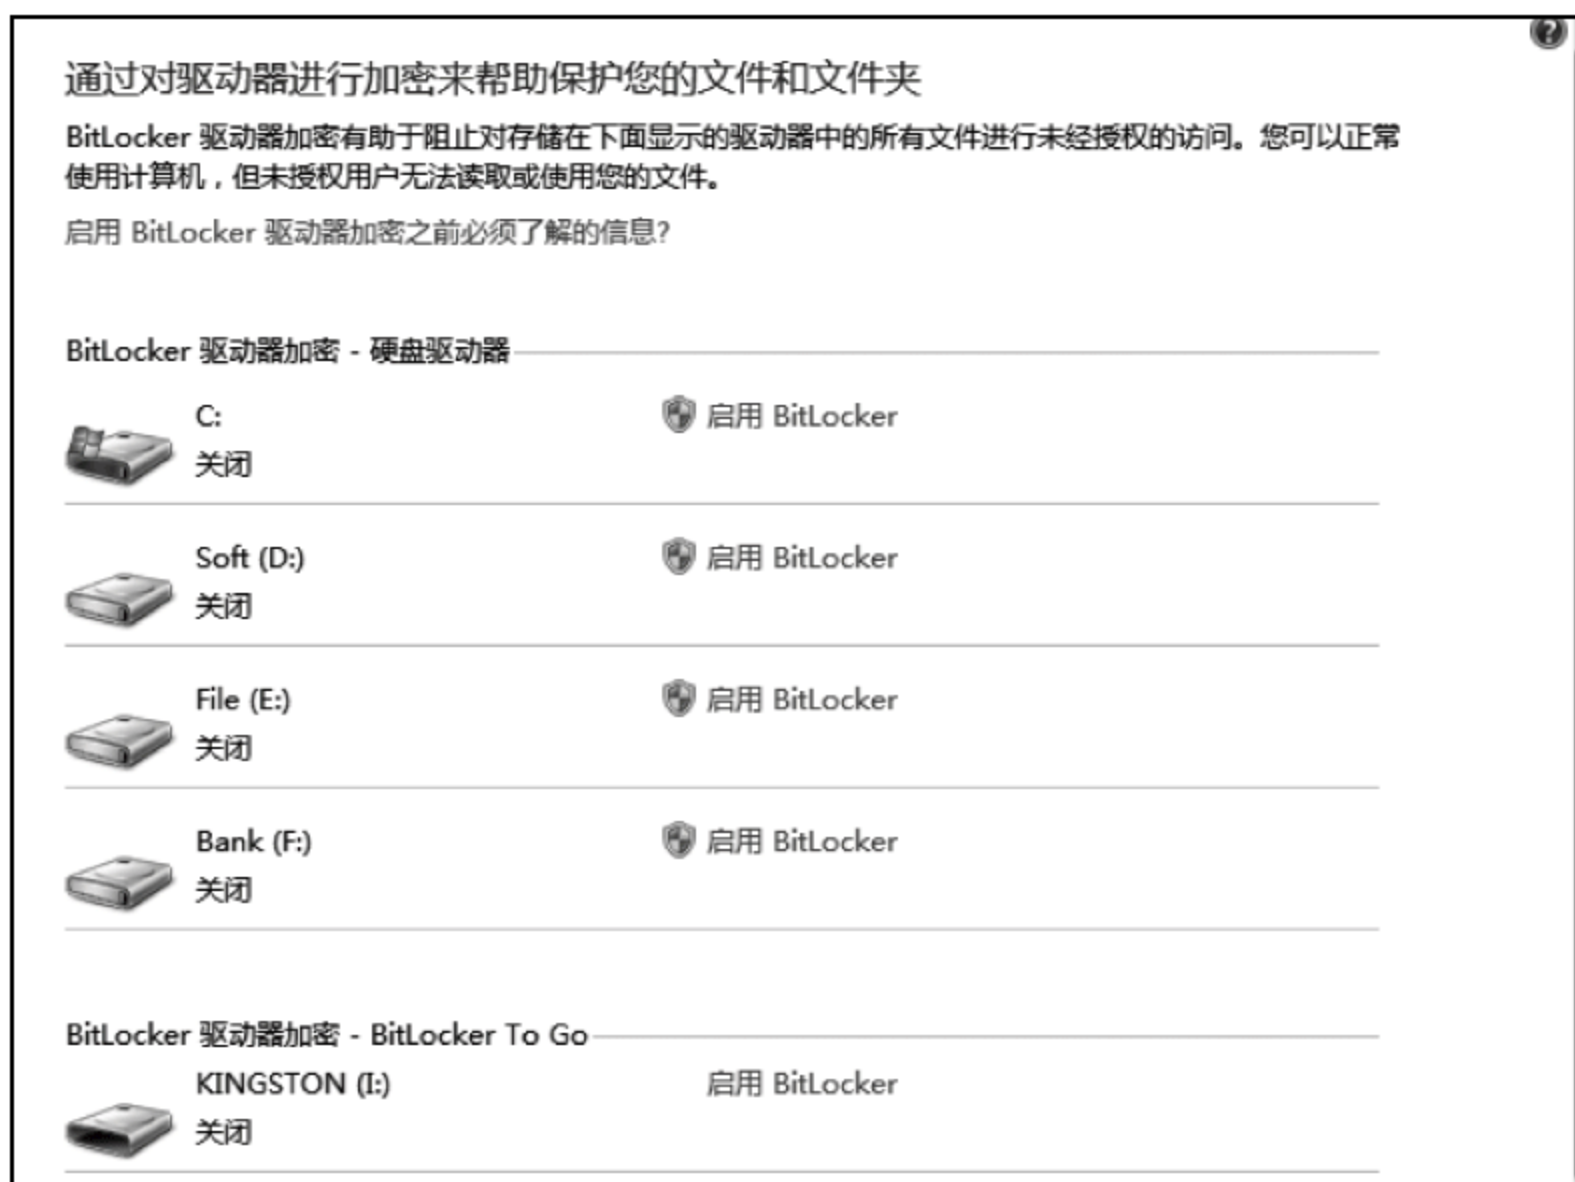 通过对驱动器进行加密来帮助保护您的文件和文件夹
BitLocker 驱动器加密有助于阻止对存储在下面显示的驱动器中的所有文件进行未经授权的访问。您可以正常
使用计算机，但未授权用户无法读取或使用您的文件。
启用 BitLocker 驱动器加密之前必须了解的信息?
BitLocker 驱动器加密 - 硬盘驱动器
C:
启用 BitLocker
关闭
Soft (D:)
启用 BitLocker
关闭
File (E:)
启用 BitLocker
关闭
Bank (F:)
启用 BitLocker
关闭
BitLocker 驱动器加密 - BitLocker To Go
KINGSTON (I:)
启用 BitLocker
关闭